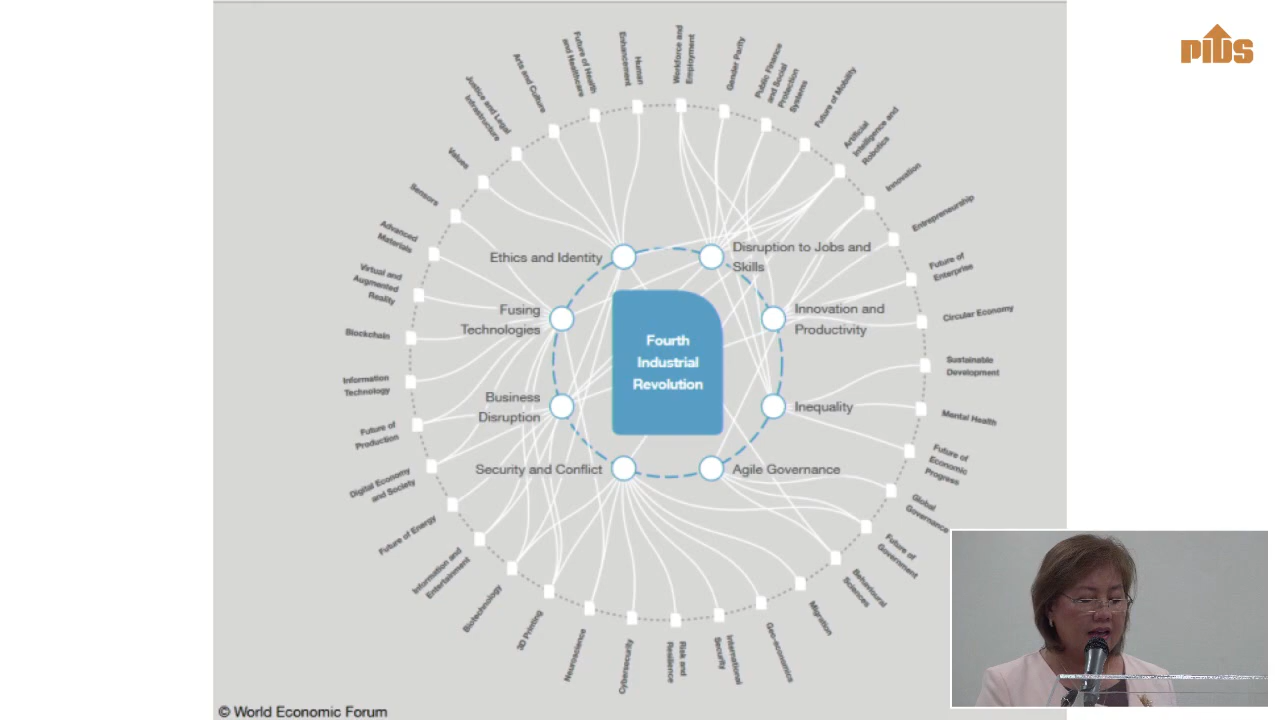 PIDS
Human
Enhancement
Workforce and
Employment
Gender Parity
Public Finance
and Social
Protection
Systems
Future of Mobility
Artificial
Intelligence and
Robotics
Innovation
Entrepreneurship
Future of
Enterprise
Circular Economy
Sustainable
Development
Mental Health
Future of
Economic
Progress
Global
Governance
Future of
Government
Behavioural
Sciences
Migration
Geo-economics
International
Security
Risk and
Resilience
Cybersecurity
Neuroscience
3D Printing
Biotechnology
Information and
Entertainment
Future of Energy
Digital Economy
and Society
Future of
Production
Information
Technology
Blockchain
Virtual and
Augmented
Reality
Advanced
Materials
Sensors
Values
Justice and Legal
Infrastructure
Arts and Culture
Future of Health
and Healthcare
Ethics and Identity
Disruption to Jobs and
Skills
Fusing
Technologies
Innovation and
Productivity
Fourth
Industrial
Revolution
Business
Disruption
Inequality
Security and Conflict
Agile Governance
© World Economic Forum